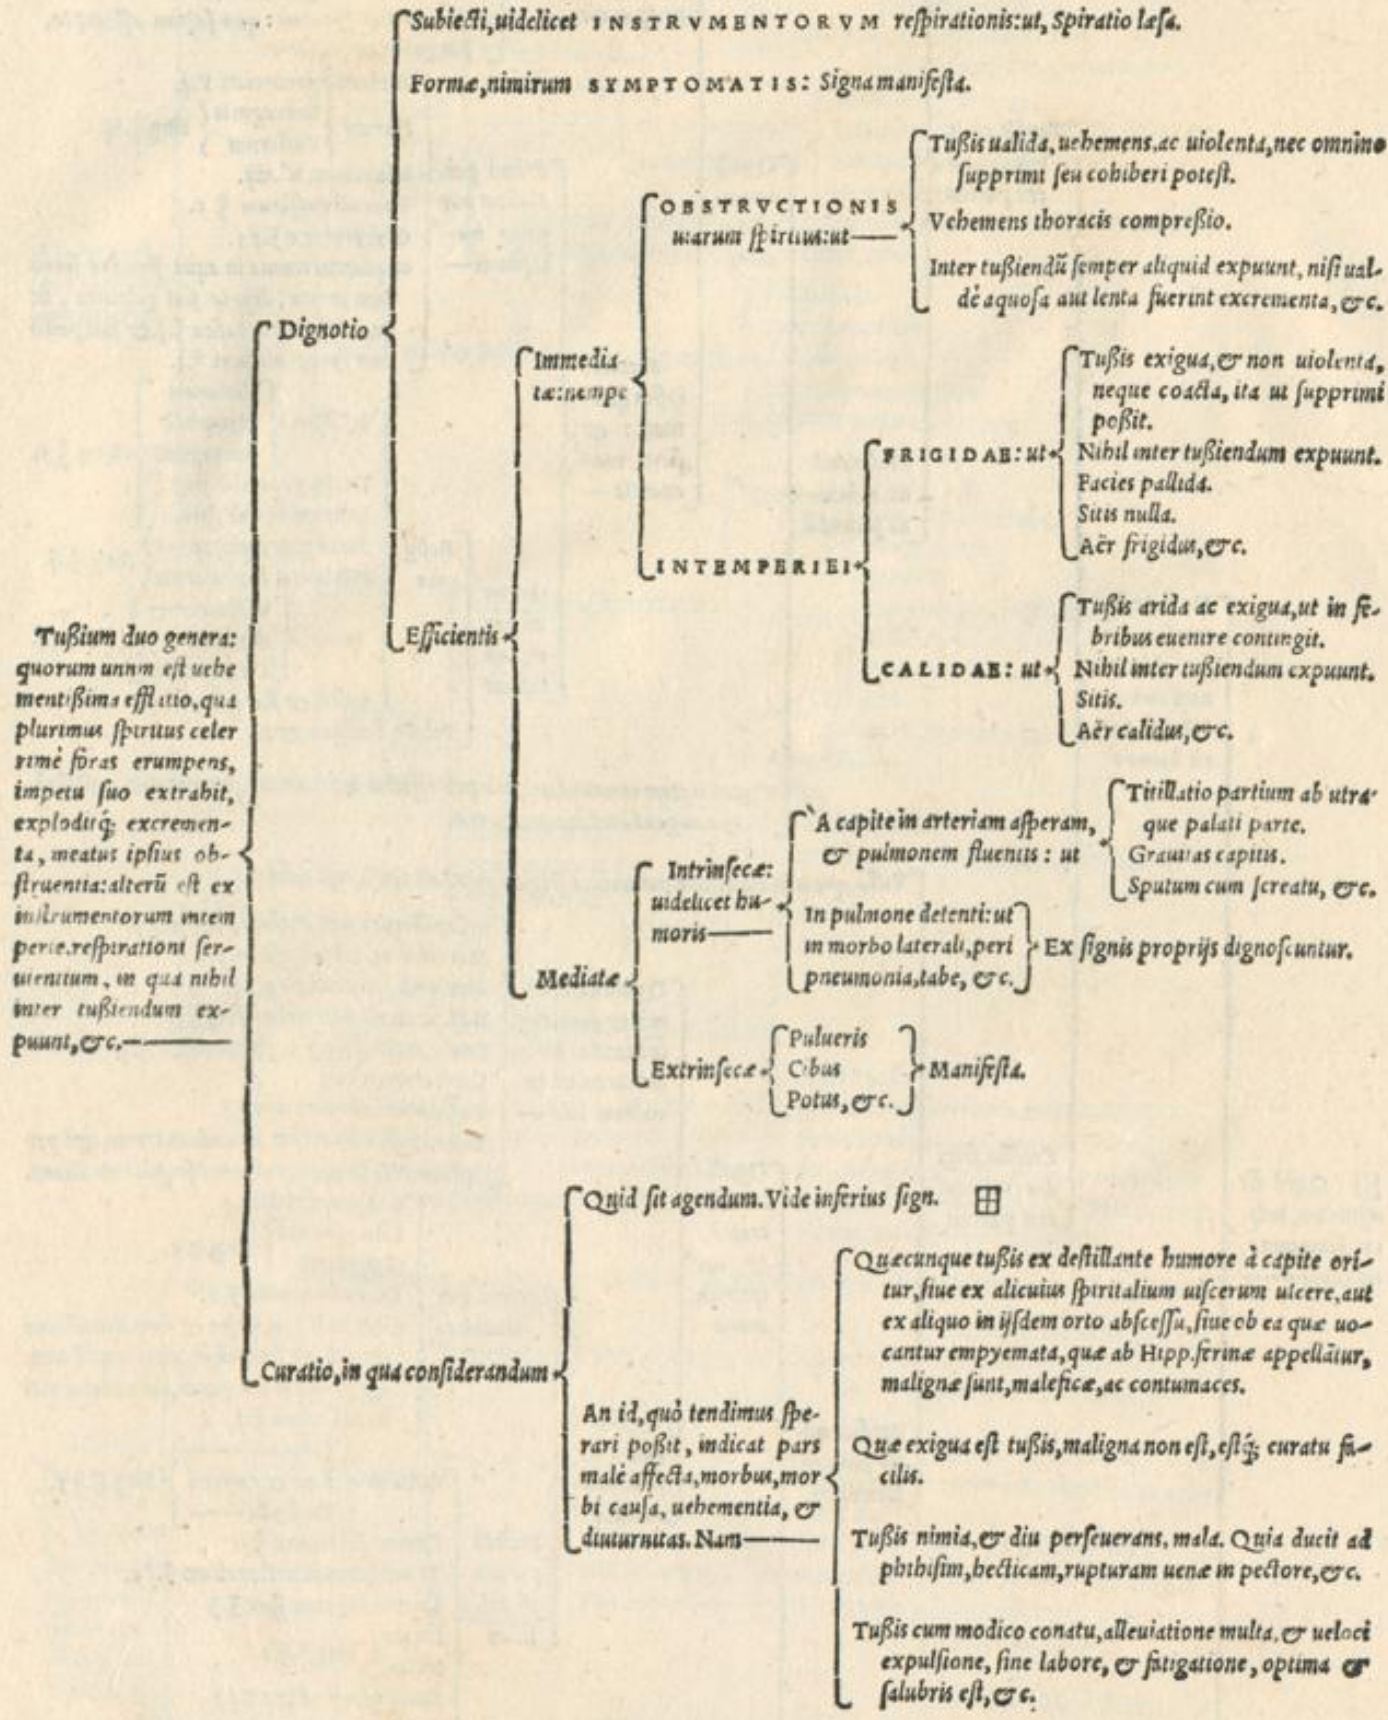 Subiecti, uidelicet INSTRVMENTORVM reſpirationis: ut, Spiratio læſa.
Formæ, nimirum SYMPTOMATIS: Signa manifeſta.
Tußis ualida, uehemens, ac uiolenta, nec omnino
ſupprimi ſeu cohiberi poteſt.
OBSTRVCTIONIS
uiarum ſpiritus: ut
Vehemens thoracis compreßio.
Inter tußiendū ſemper aliquid expuunt, niſi ual-
dè aquoſa aut lenta fuerint excrementa, &c.
Dignotio
Immedia
tæ: nempe
Tußis exigua, & non uiolenta,
neque coacta, ita ut ſupprimi
poßit.
FRIGIDAE: ut
Nihil inter tußiendum expuunt.
Facies pallida.
Sitis nulla.
Aër frigidus, &c.
INTEMPERIEI
Tußis arida ac exigua, ut in fe-
bribus euenire contingit.
Efficientis
CALIDAE: ut
Nihil inter tußiendum expuunt.
Sitis.
Aër calidus, &c.
Tußium duo genera:
quorum unum eſt uehe
mentißima efflatio, qua
plurimus ſpiritus celer
rimè foras erumpens,
impetu ſuo extrahit,
exploditq́; excremen-
ta, meatus ipſius ob-
ſtruentia: alterū eſt ex
inſtrumentorum intem
perie, reſpirationi ſer-
uientium, in qua nihil
inter tußiendum ex-
puunt, &c.
Mediatæ
Intrinſecæ:
uidelicet hu-
moris
À capite in arteriam aſperam,
& pulmonem fluentis: ut
Titillatio partium ab utra-
que palati parte.
Grauitas capitis.
Sputum cum ſcreatu, &c.
In pulmone detenti: ut
in morbo laterali, peri
pneumonia, tabe, &c.
Ex ſignis proprijs dignoſcuntur.
Extrinſecæ
Pulueris
Cibus
Potus, &c.
Manifeſta.
Quid ſit agendum. Vide inferius ſign. ⊞
Curatio, in qua conſiderandum
An id, quò tendimus ſpe-
rari poßit, indicat pars
malè affecta, morbus, mor
bi cauſa, uehementia, &
diuturnitas. Nam
Quæcunque tußis ex deſtillante humore à capite ori-
tur, ſiue ex alicuius ſpiritalium uiſcerum ulcere, aut
ex aliquo in ijſdem orto abſceſſu, ſiue ob ea quæ uo-
cantur empyemata, quæ ab Hipp. ferinæ appellātur,
malignæ ſunt, maleficæ, ac contumaces.
Quæ exigua eſt tußis, maligna non eſt, eſtq́; curatu fa-
cilis.
Tußis nimia, & diu perſeuerans, mala. Quia ducit ad
phthiſim, hecticam, rupturam uenæ in pectore, &c.
Tußis cum modico conatu, alleuiatione multa, & ueloci
expulſione, ſine labore, & fatigatione, optima &
ſalubris eſt, &c.